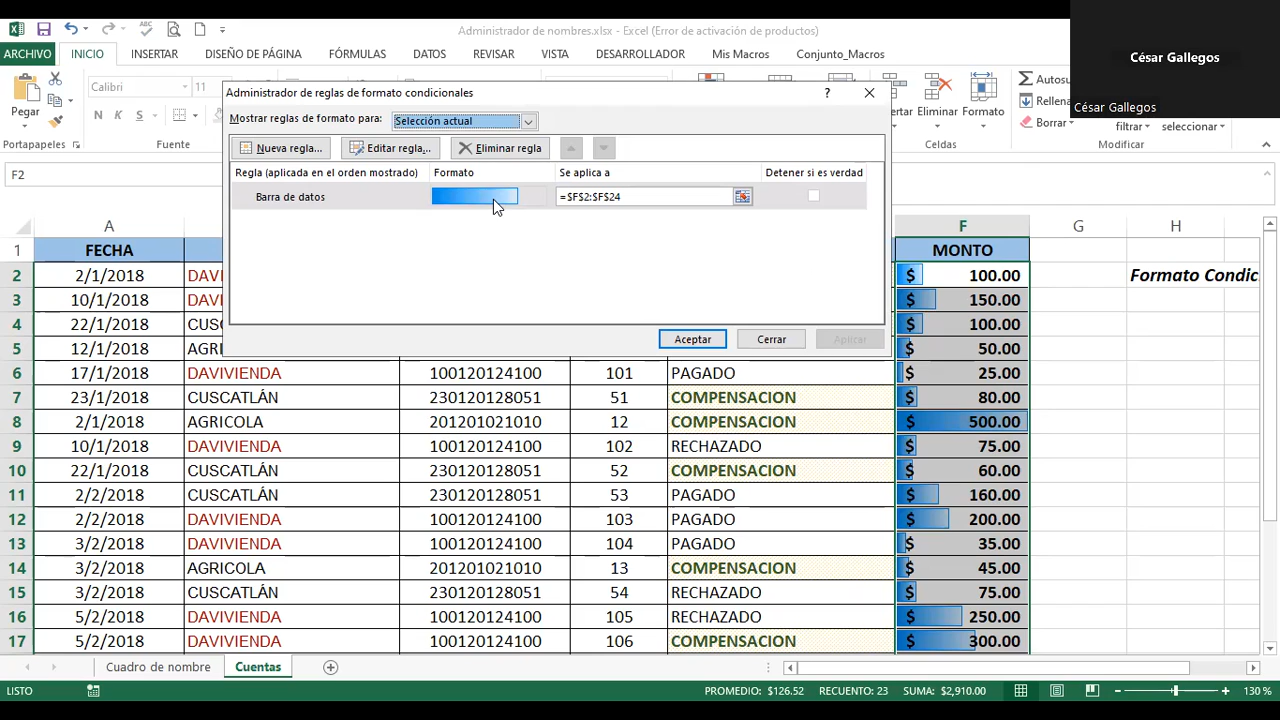 Administrador de nombres.xlsx - Excel (Error de activación de productos)
ARCHIVO INICIO INSERTAR DISEÑO DE PÁGINA FÓRMULAS DATOS REVISAR VISTA DESARROLLADOR Mis Macros Conjunto_Macros
César Gallegos
César Gallegos
Pegar
Portapapeles
Calibri
N K S
Fuente
Eliminar Formato
Celdas
Autosu
Rellena
Borrar
filtrar seleccionar
Modificar
Administrador de reglas de formato condicionales ?
Mostrar reglas de formato para: Selección actual
Nueva regla... Editar regla... Eliminar regla
Regla (aplicada en el orden mostrado) Formato Se aplica a Detener si es verdad
Barra de datos =$F$2:$F$24
Aceptar Cerrar Aplicar
F2
A F G H
1 FECHA MONTO
2 2/1/2018 DAVI $ 100.00 Formato Condic
3 10/1/2018 DAVI $ 150.00
4 22/1/2018 CUSC $ 100.00
5 12/1/2018 AGRI $ 50.00
6 17/1/2018 DAVIVIENDA 100120124100 101 PAGADO $ 25.00
7 23/1/2018 CUSCATLÁN 230120128051 51 COMPENSACION $ 80.00
8 2/1/2018 AGRICOLA 201201021010 12 COMPENSACION $ 500.00
9 10/1/2018 DAVIVIENDA 100120124100 102 RECHAZADO $ 75.00
10 22/1/2018 CUSCATLÁN 230120128051 52 COMPENSACION $ 60.00
11 2/2/2018 CUSCATLÁN 230120128051 53 PAGADO $ 160.00
12 2/2/2018 DAVIVIENDA 100120124100 103 PAGADO $ 200.00
13 3/2/2018 DAVIVIENDA 100120124100 104 PAGADO $ 35.00
14 3/2/2018 AGRICOLA 201201021010 13 COMPENSACION $ 45.00
15 3/2/2018 CUSCATLÁN 230120128051 54 RECHAZADO $ 75.00
16 5/2/2018 DAVIVIENDA 100120124100 105 RECHAZADO $ 250.00
17 5/2/2018 DAVIVIENDA 100120124100 106 COMPENSACION $ 300.00
Cuadro de nombre Cuentas
LISTO PROMEDIO: $126.52 RECUENTO: 23 SUMA: $2,910.00 130 %